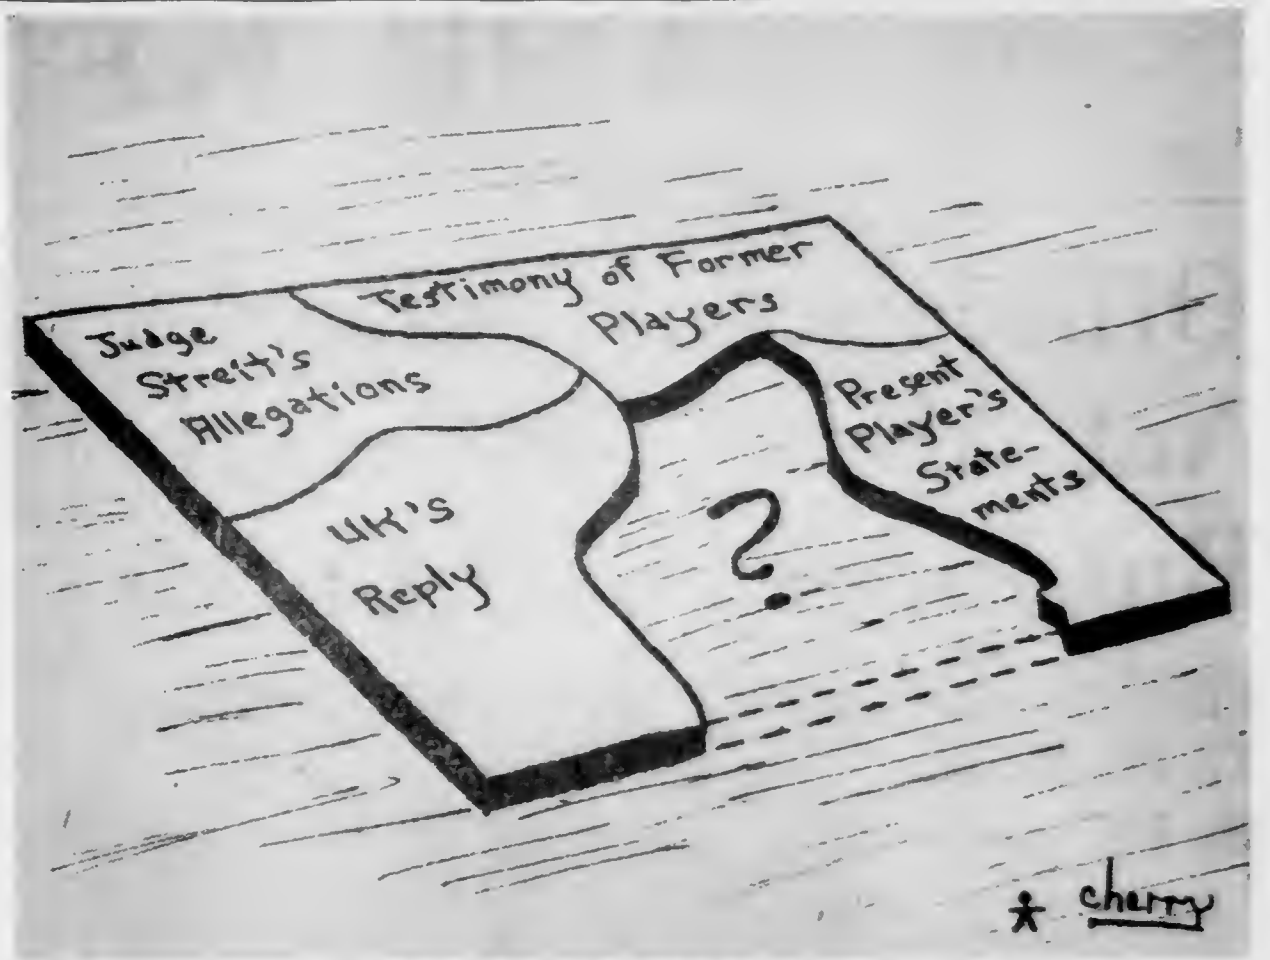 Testimony of Former
Players
Judge
Streit's
Allegations
Present
Player's
State-
ments
UK's
Reply
?
cherry